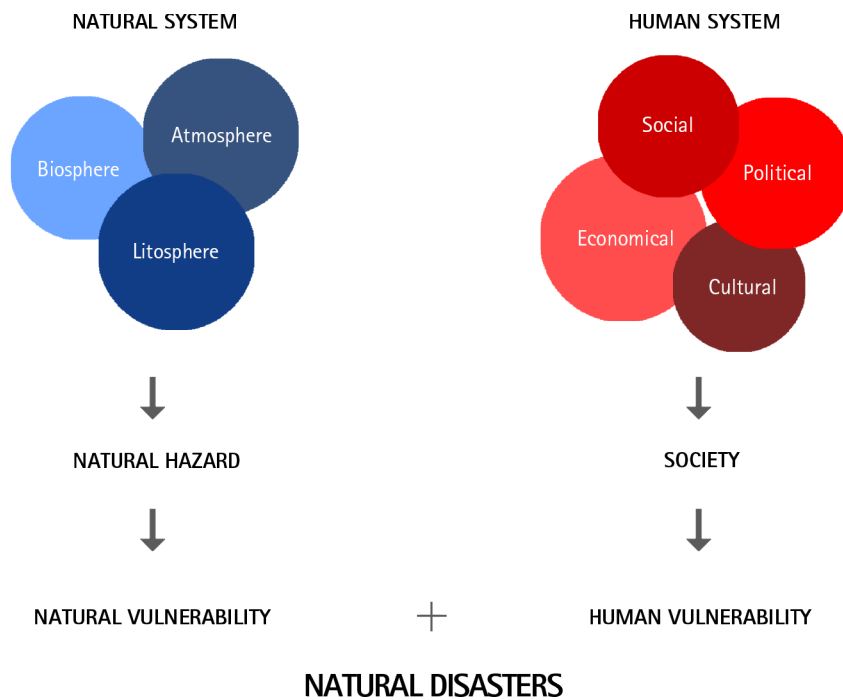 NATURAL SYSTEM
Biosphere
Atmosphere
Litosphere
NATURAL HAZARD
NATURAL VULNERABILITY
+
HUMAN SYSTEM
Social
Political
Economical
Cultural
SOCIETY
HUMAN VULNERABILITY
NATURAL DISASTERS